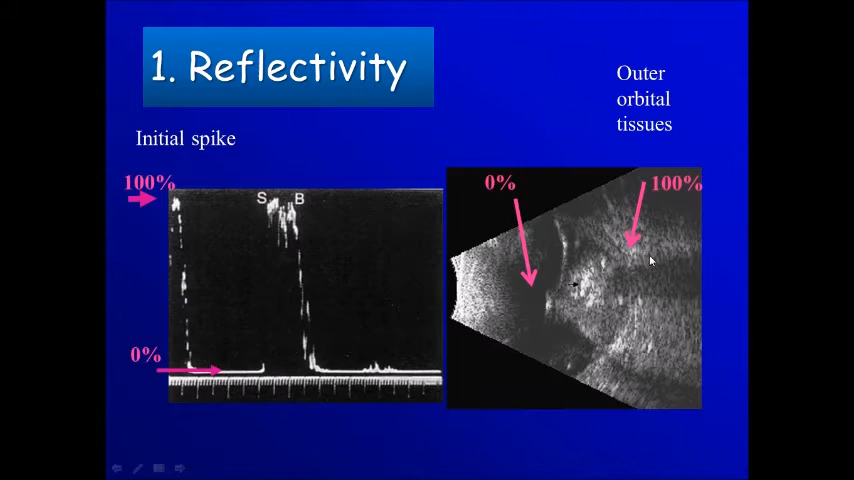 1. Reflectivity
Outer
orbital
tissues
Initial spike
100%
S
B
0%
0%
100%